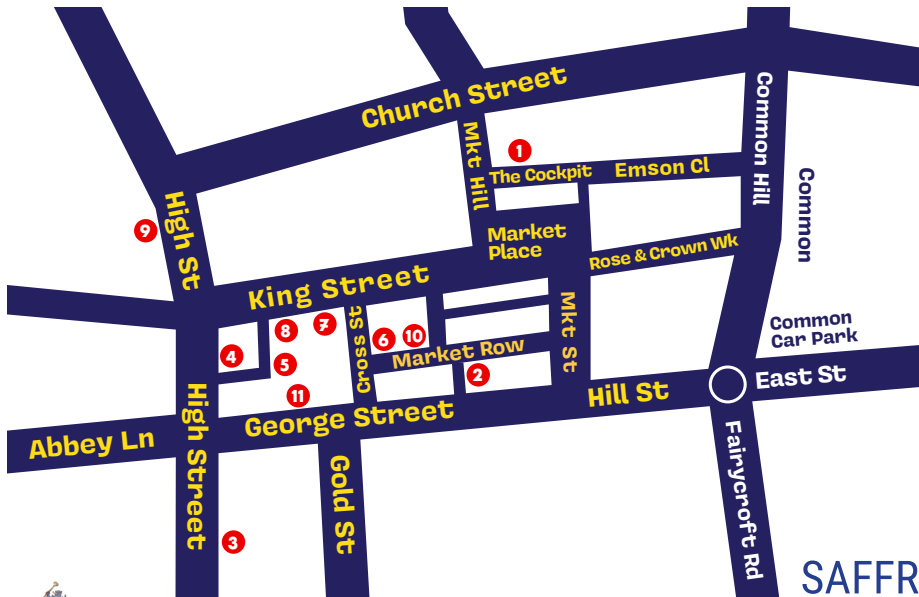 Church Street
Mkt Hill
1
The Cockpit
Emson Cl
Common Hill
Common
High St
9
Market
Place
Rose & Crown Wk
King Street
8
7
Cross St
6
10
Mkt St
Common
Car Park
4
5
Market Row
2
11
High Street
George Street
Hill St
East St
Abbey Ln
Gold St
Fairycroft Rd
3
SAFFR